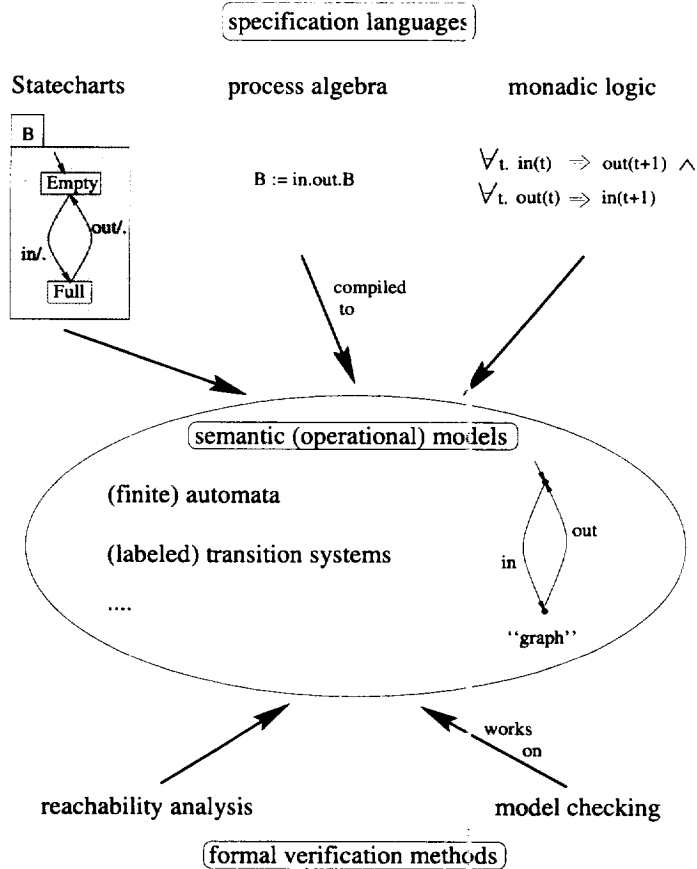 specification languages
Statecharts
process algebra
monadic logic
B
Empty
out/.
in/.
Full
B := in.out.B
∀t. in(t) ⇒ out(t+1) ∧
∀t. out(t) ⇒ in(t+1)
compiled
to
semantic (operational) models
(finite) automata
(labeled) transition systems
....
out
in
‘‘graph’’
works
on
reachability analysis
model checking
formal verification methods